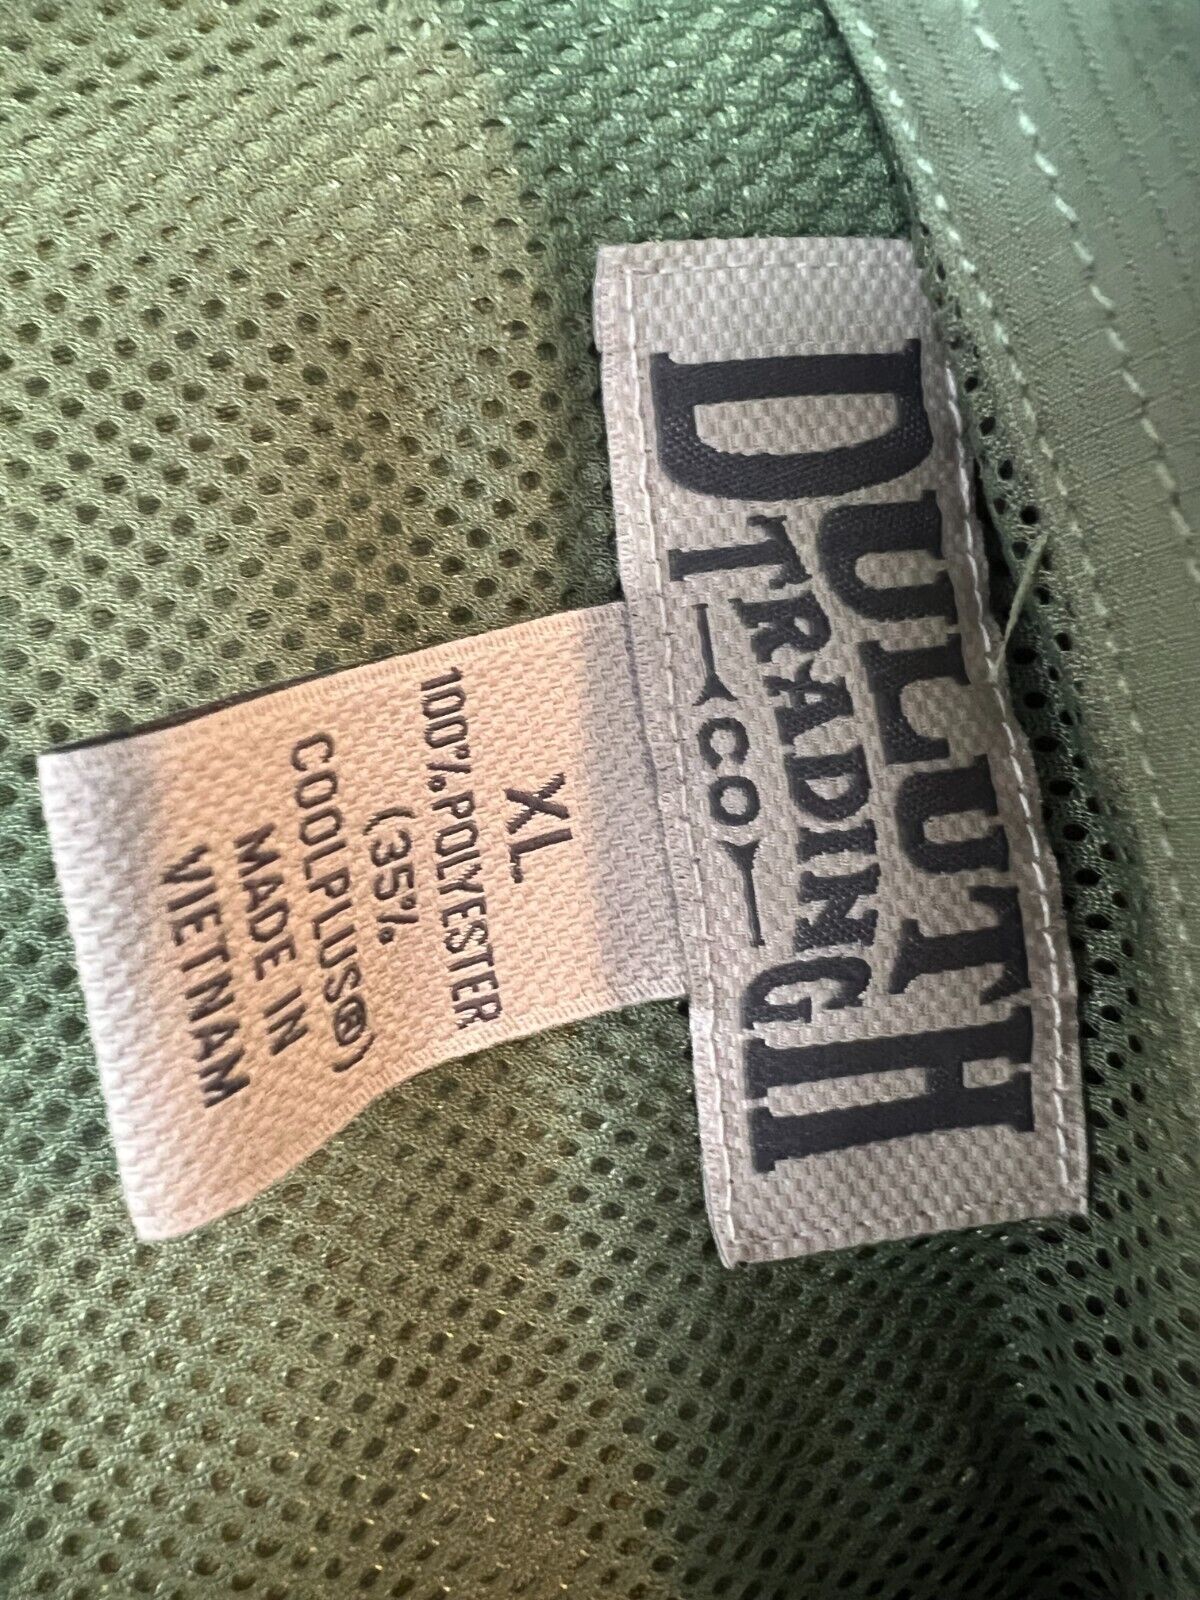 DULUTH
TRADING
CO
XL
100% POLYESTER
(35%
COOLPLUS®)
MADE IN
VIETNAM